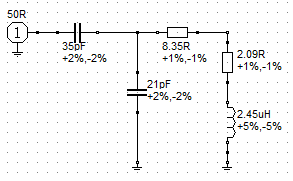 50R
1
35pF
+2%,-2%
8.35R
+1%,-1%
2.09R
+1%,-1%
21pF
+2%,-2%
2.45uH
+5%,-5%